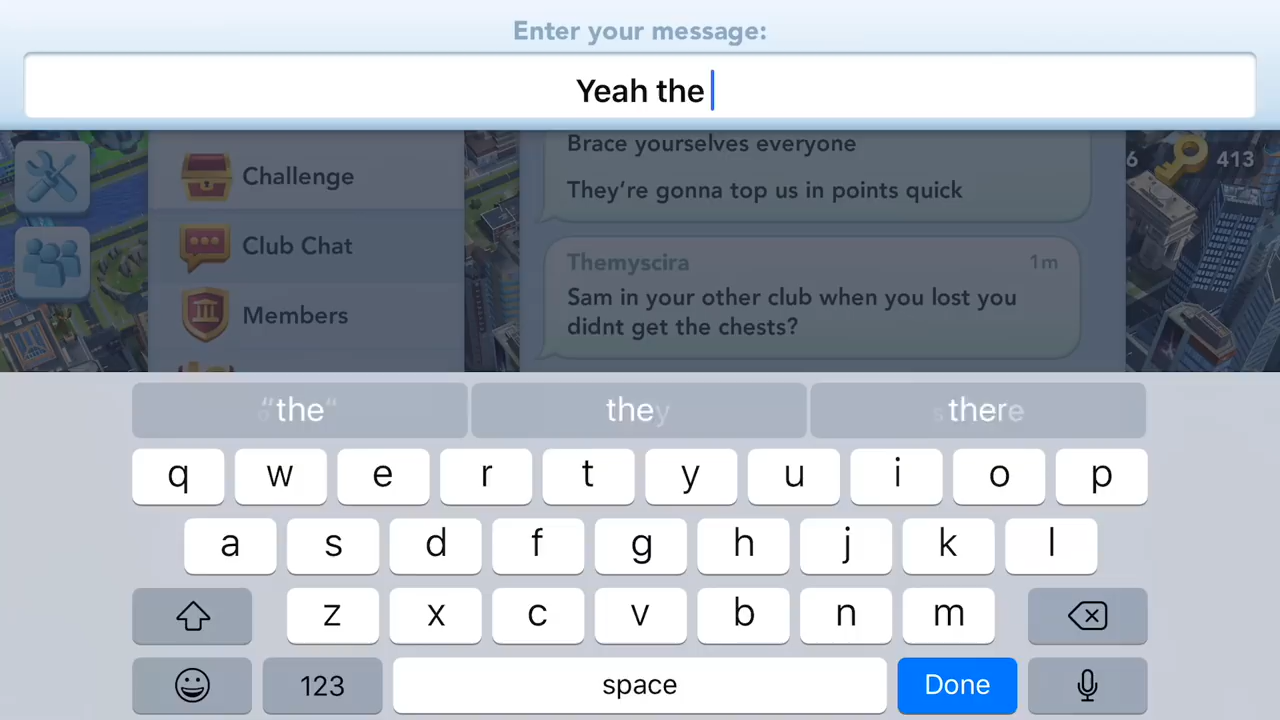 Enter your message:
Yeah the
Challenge
Club Chat
Members
Brace yourselves everyone
They’re gonna top us in points quick
Themyscira 1m
Sam in your other club when you lost you
didnt get the chests?
6 413
“the“ they there
q w e r t y u i o p
a s d f g h j k l
z x c v b n m
123 space Done